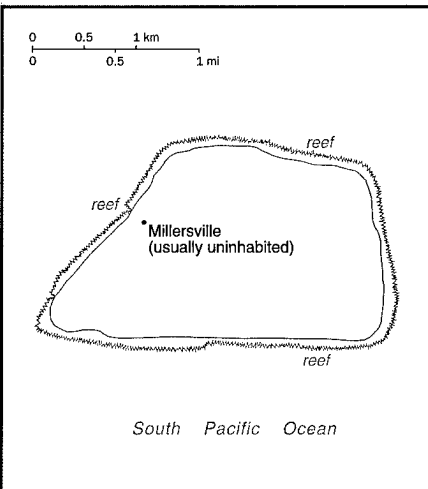 0 0.5 1 km
0 0.5 1 mi
reef
reef
Millersville
(usually uninhabited)
reef
South Pacific Ocean